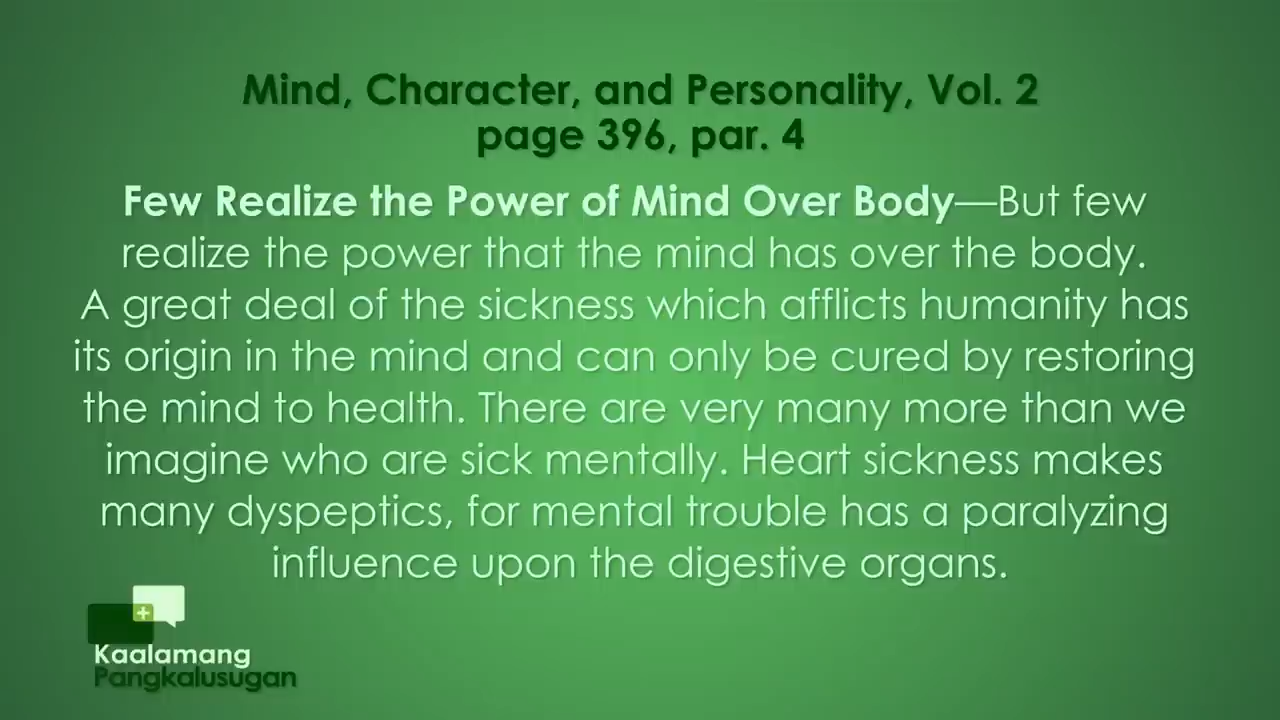 Mind, Character, and Personality, Vol. 2
page 396, par. 4
Few Realize the Power of Mind Over Body—But few
realize the power that the mind has over the body.
A great deal of the sickness which afflicts humanity has
its origin in the mind and can only be cured by restoring
the mind to health. There are very many more than we
imagine who are sick mentally. Heart sickness makes
many dyspeptics, for mental trouble has a paralyzing
influence upon the digestive organs.
Kaalamang
Pangkalusugan